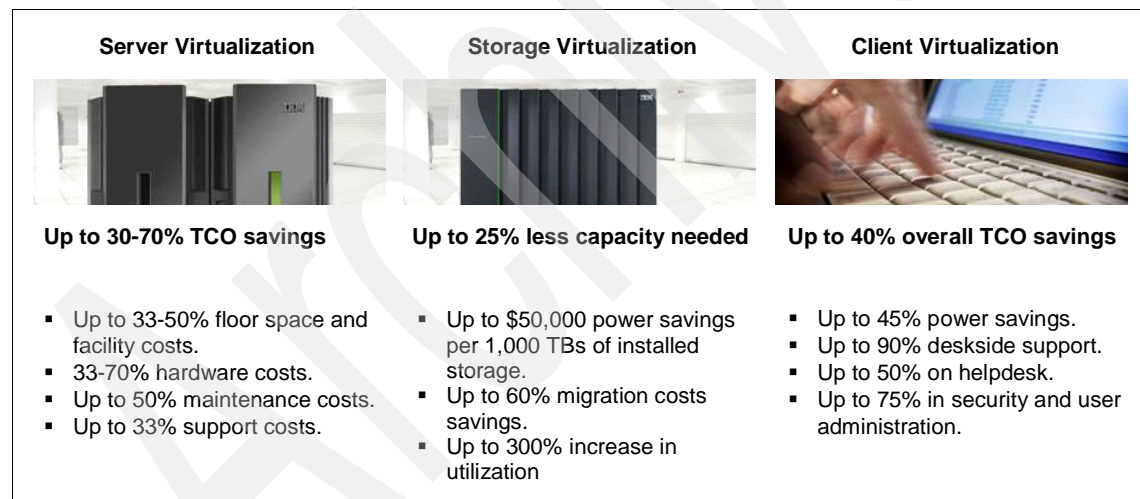 Server Virtualization
IBM
Up to 30-70% TCO savings
▪ Up to 33-50% floor space and
facility costs.
▪ 33-70% hardware costs.
▪ Up to 50% maintenance costs.
▪ Up to 33% support costs.
Storage Virtualization
IBM
Up to 25% less capacity needed
▪ Up to $50,000 power savings
per 1,000 TBs of installed
storage.
▪ Up to 60% migration costs
savings.
▪ Up to 300% increase in
utilization
Client Virtualization
Up to 40% overall TCO savings
▪ Up to 45% power savings.
▪ Up to 90% deskside support.
▪ Up to 50% on helpdesk.
▪ Up to 75% in security and user
administration.